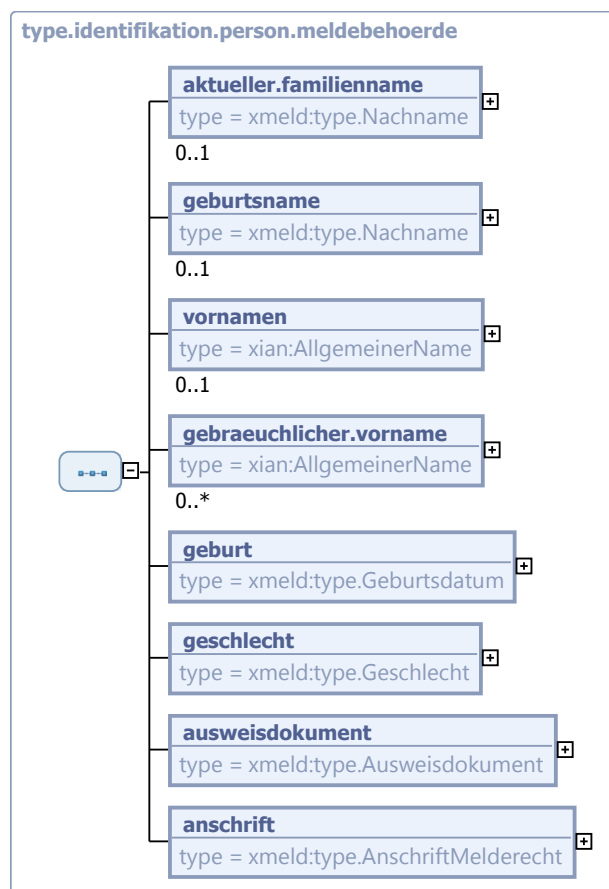 type.identifikation.person.meldebehoerde
aktueller.familienname
type = xmeld:type.Nachname
0..1
geburtsname
type = xmeld:type.Nachname
0..1
vornamen
type = xian:AllgemeinerName
0..1
gebraeuchlicher.vorname
type = xian:AllgemeinerName
0..*
geburt
type = xmeld:type.Geburtsdatum
geschlecht
type = xmeld:type.Geschlecht
ausweisdokument
type = xmeld:type.Ausweisdokument
anschrift
type = xmeld:type.AnschriftMelderecht